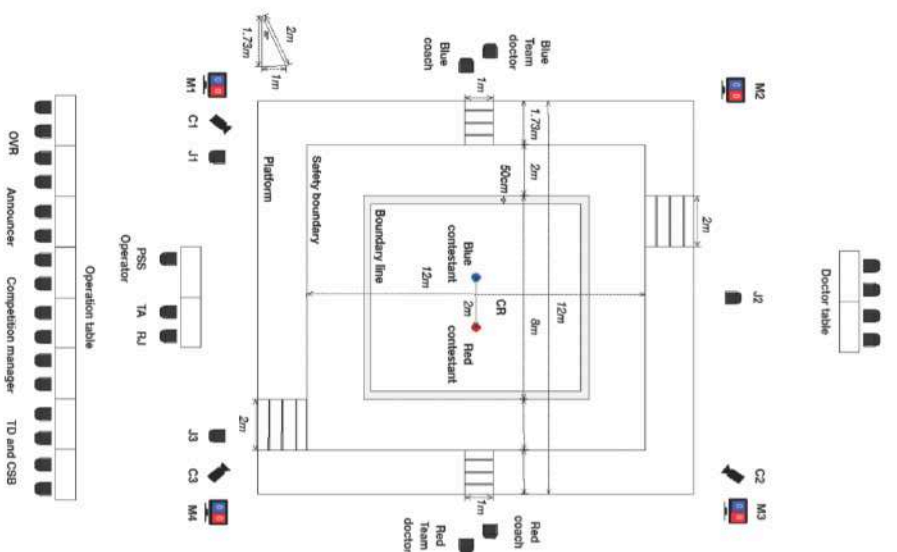 Doctor table
M2
J2
C2
M3
2m
12m
Blue
Team
doctor
1.73m
2m
8m
Red
coach
50cm
CR
1m
2m
1m
Blue
coach
Blue
contestant
Red
contestant
Red
Team
doctor
12m
Boundary line
Safety boundary
Platform
2m
2m
1m
1.73m
M1
C1
J1
J3
C3
M4
PSS
TA
RJ
Operator
Operation table
OVR
Announcer
Competition manager
TD and CSB